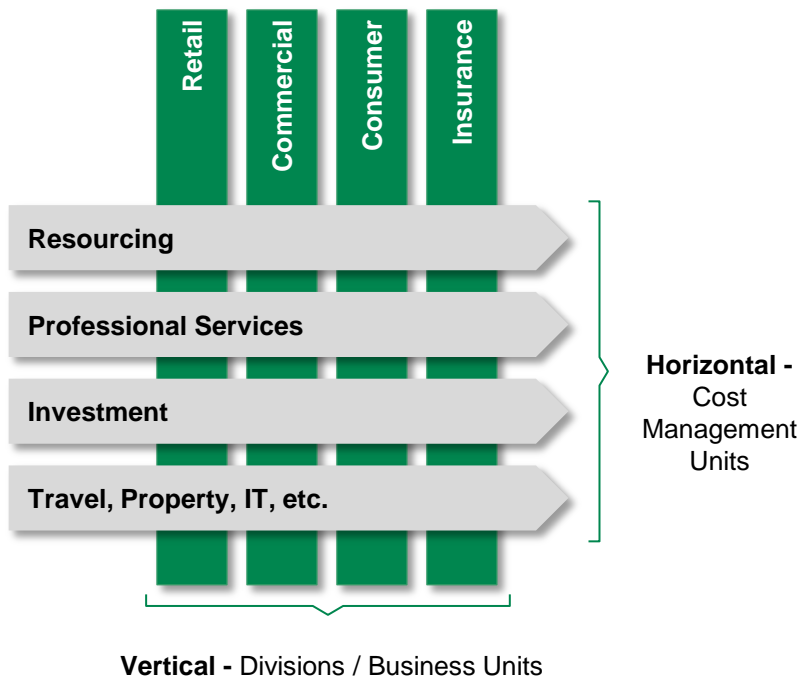 Retail
Commercial
Consumer
Insurance
Resourcing
Professional Services
Investment
Travel, Property, IT, etc.
Horizontal -
Cost
Management
Units
Vertical - Divisions / Business Units